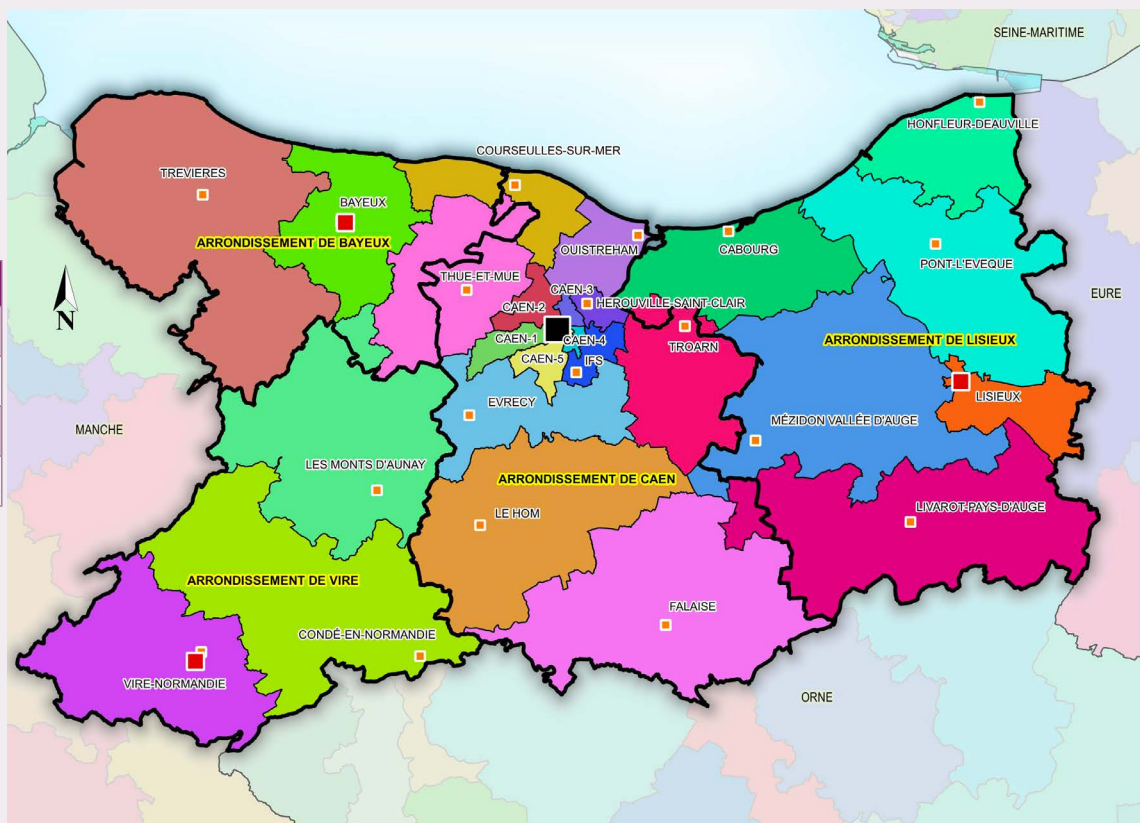 SEINE-MARITIME
HONFLEUR-DEAUVILLE
COURSEULLES-SUR-MER
TREVIERES
BAYEUX
ARRONDISSEMENT DE BAYEUX
OUISTREHAM
CABOURG
PONT-L'EVEQUE
THUE-ET-MUE
CAEN-3
EURE
CAEN-2
HEROUVILLE-SAINT-CLAIR
N
CAEN-1
CAEN-4
TROARN
ARRONDISSEMENT DE LISIEUX
CAEN-5
IFS
LISIEUX
EVRECY
MÉZIDON VALLÉE D'AUGE
MANCHE
LES MONTS D'AUNAY
ARRONDISSEMENT DE CAEN
LE HOM
LIVAROT-PAYS-D'AUGE
ARRONDISSEMENT DE VIRE
FALAISE
CONDÉ-EN-NORMANDIE
VIRE-NORMANDIE
ORNE